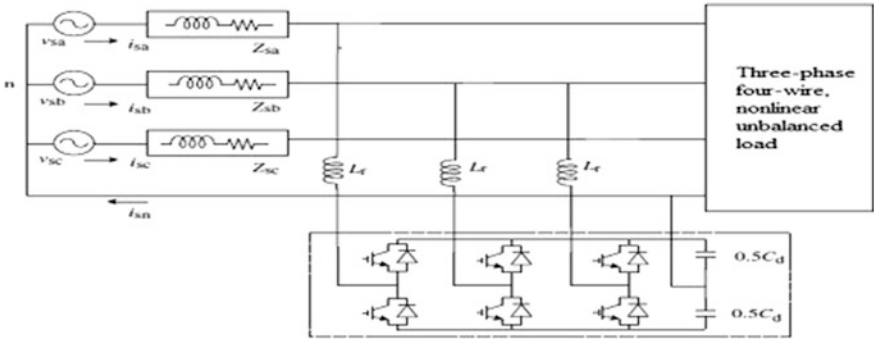 vsa
isa
Zsa
n
vsb
isb
Zsb
vsc
isc
Zsc
isn
Lf
Lf
Lf
Three-phase
four-wire,
nonlinear
unbalanced
load
0.5Cd
0.5Cd